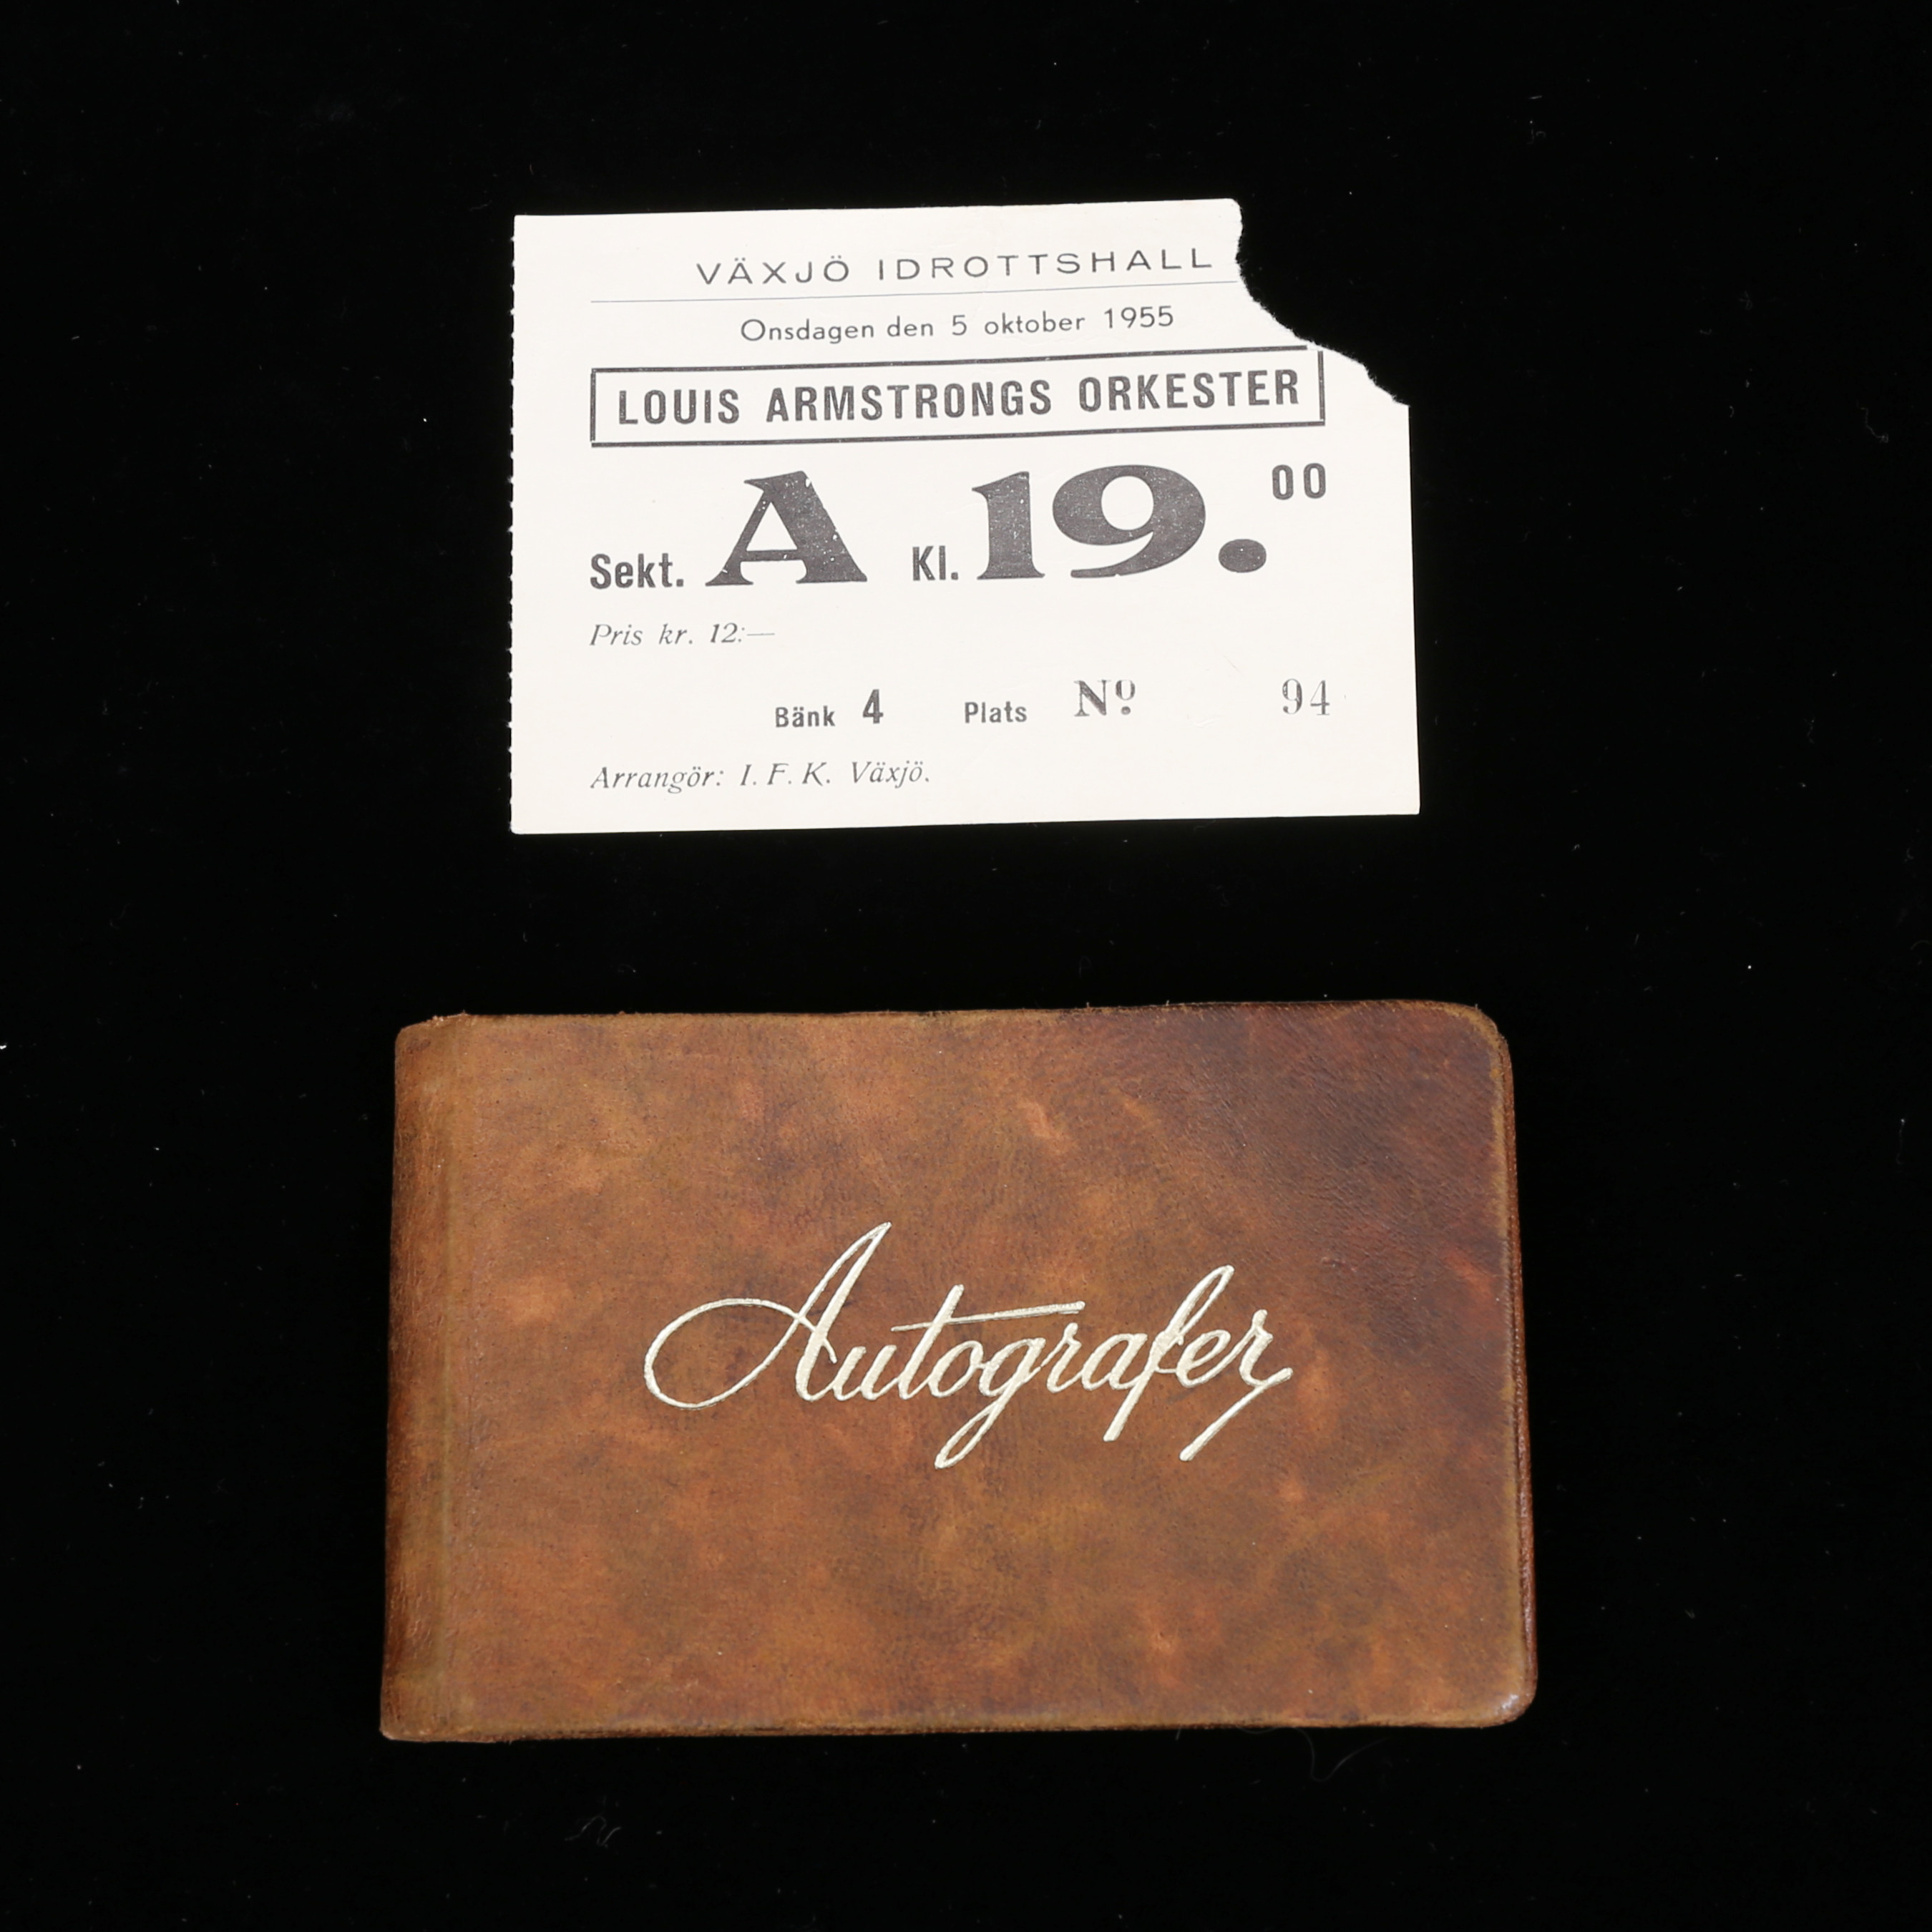 VÄXJÖ IDROTTSHALL
Onsdagen den 5 oktober 1955
LOUIS ARMSTRONGS ORKESTER
Sekt. A Kl. 19.00
Pris kr. 12:—
Bänk 4 Plats Nº 94
Arrangör: I. F. K. Växjö.
Autografer